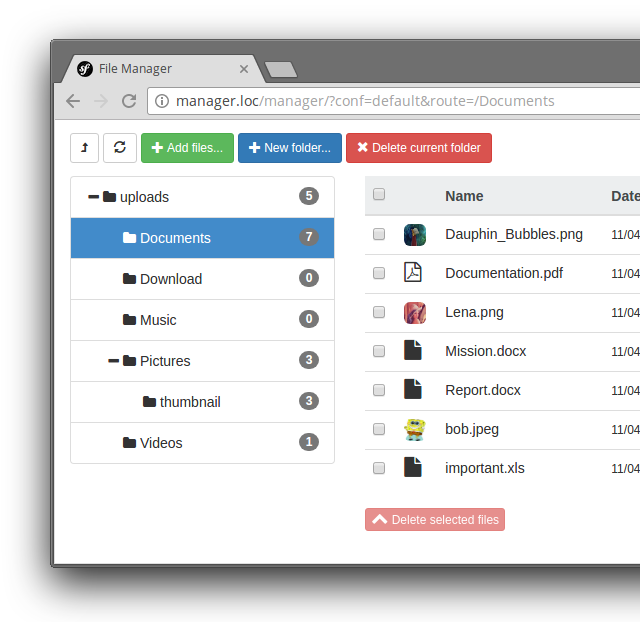 File Manager
manager.loc/manager/?conf=default&route=/Documents
Add files... New folder... Delete current folder
uploads 5
Documents 7
Download 0
Music 0
Pictures 3
thumbnail 3
Videos 1
Name Date
Dauphin_Bubbles.png 11/04
Documentation.pdf 11/04
Lena.png 11/04
Mission.docx 11/04
Report.docx 11/04
bob.jpeg 11/04
important.xls 11/04
Delete selected files